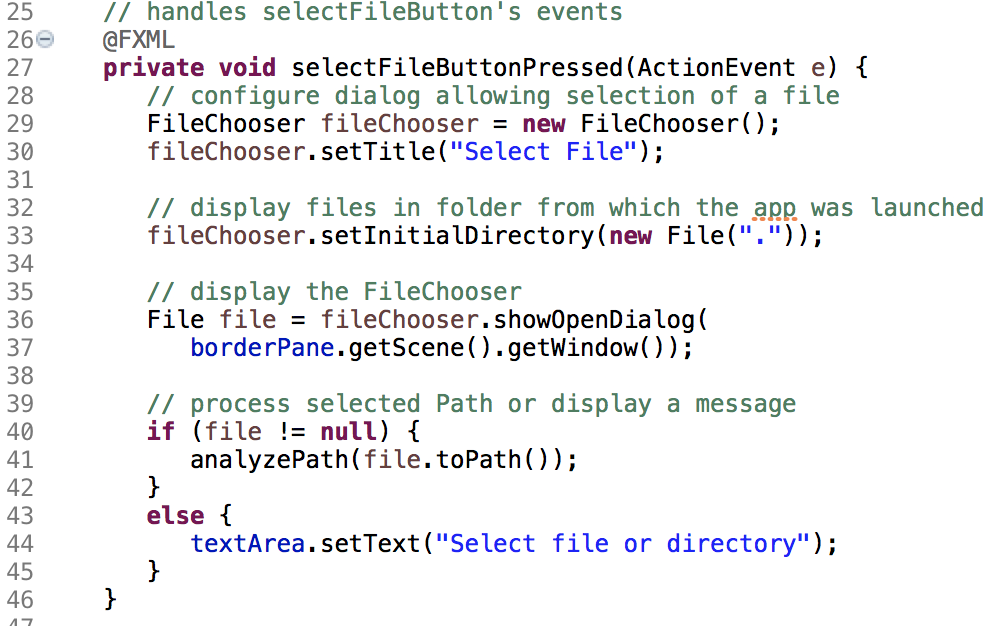 25 // handles selectFileButton's events
26 @FXML
27 private void selectFileButtonPressed(ActionEvent e) {
28 // configure dialog allowing selection of a file
29 FileChooser fileChooser = new FileChooser();
30 fileChooser.setTitle("Select File");
31
32 // display files in folder from which the app was launched
33 fileChooser.setInitialDirectory(new File("."));
34
35 // display the FileChooser
36 File file = fileChooser.showOpenDialog(
37 borderPane.getScene().getWindow());
38
39 // process selected Path or display a message
40 if (file != null) {
41 analyzePath(file.toPath());
42 }
43 else {
44 textArea.setText("Select file or directory");
45 }
46 }
47